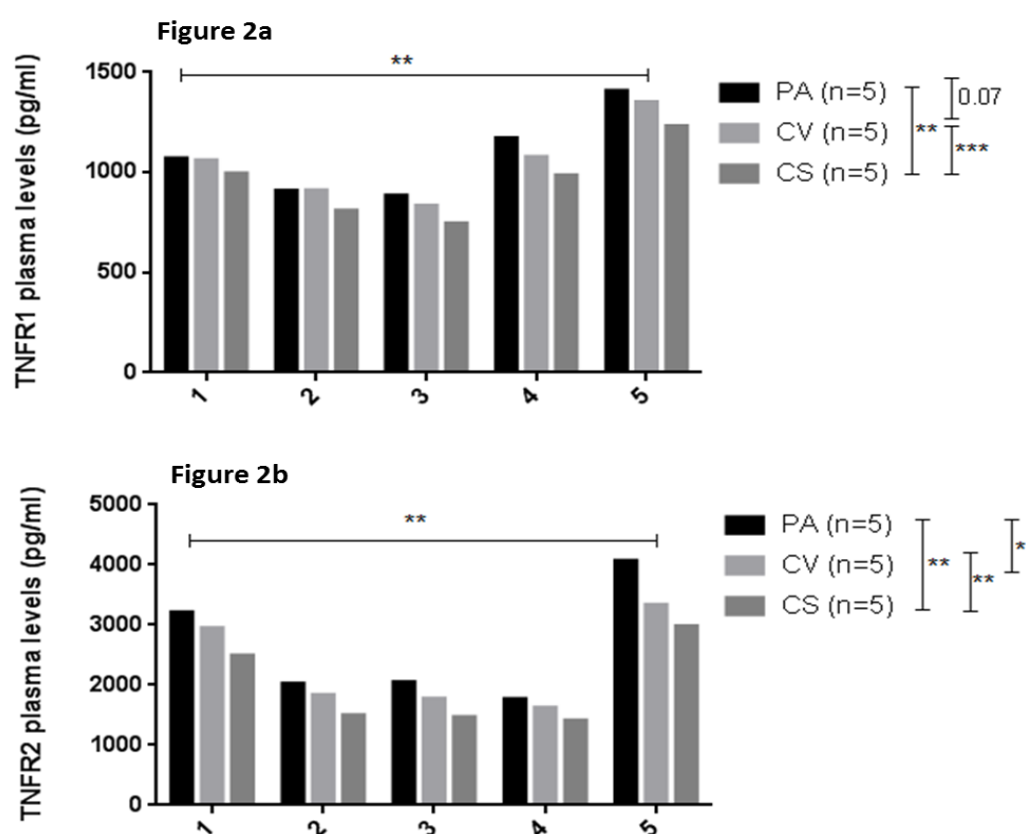 Figure 2a
TNFR1 plasma levels (pg/ml)
1500
1000
500
0
**
1
2
3
4
5
PA (n=5)
CV (n=5)
CS (n=5)
**
0.07
***
Figure 2b
TNFR2 plasma levels (pg/ml)
5000
4000
3000
2000
1000
0
**
1
2
3
4
5
PA (n=5)
CV (n=5)
CS (n=5)
**
**
*